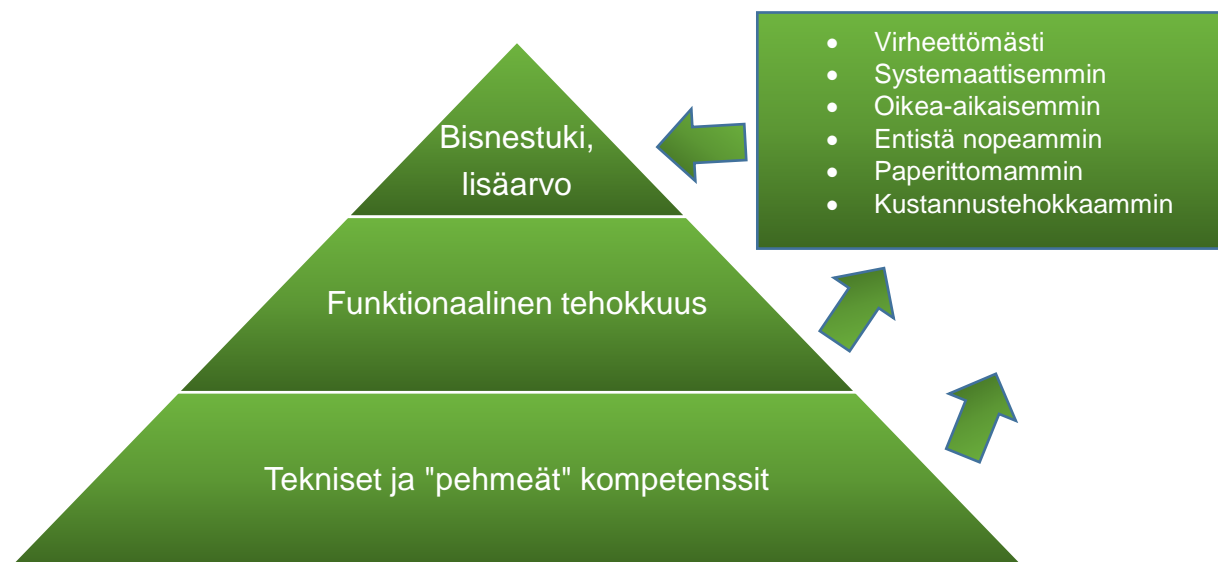 Bisnestuki,
lisäarvo
Funktionaalinen tehokkuus
Tekniset ja "pehmeät" kompetenssit
• Virheettömästi
• Systemaattisemmin
• Oikea-aikaisemmin
• Entistä nopeammin
• Paperittomammin
• Kustannustehokkaammin